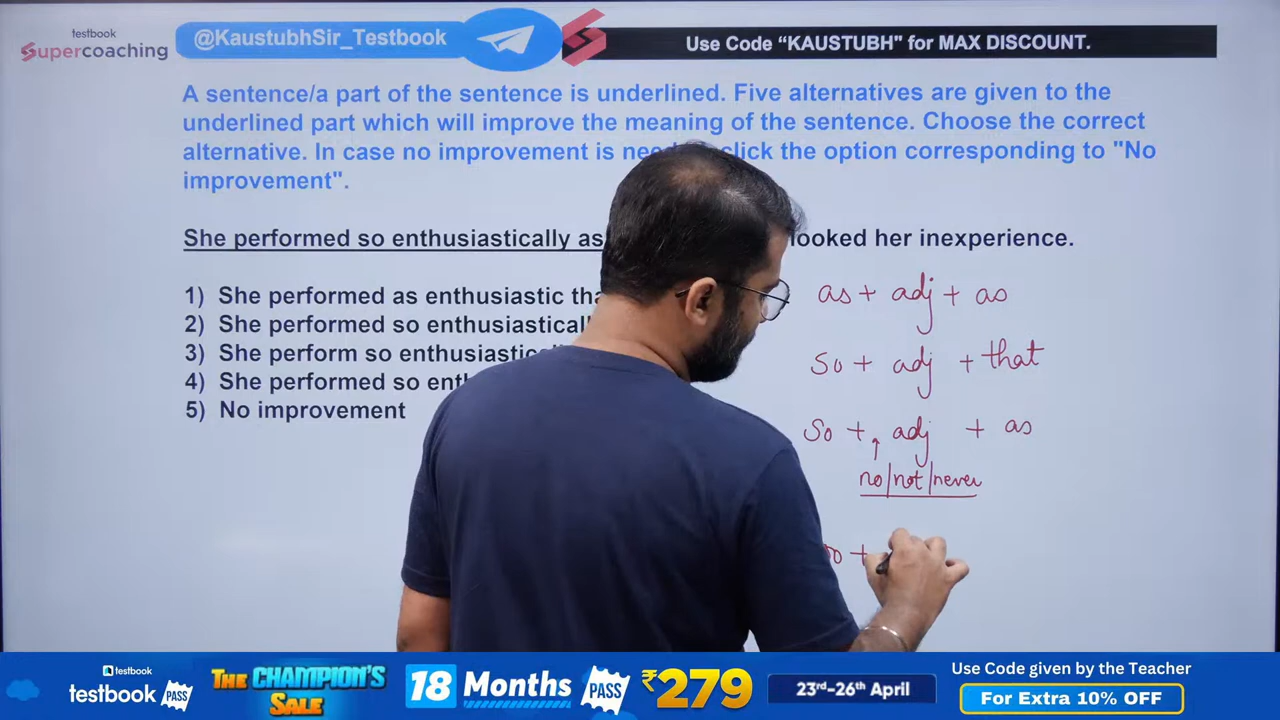 testbook
Supercoaching
@KaustubhSir_Testbook
Use Code “KAUSTUBH" for MAX DISCOUNT.
A sentence/a part of the sentence is underlined. Five alternatives are given to the
underlined part which will improve the meaning of the sentence. Choose the correct
alternative. In case no improvement is click the option corresponding to "No
improvement".
She performed so enthusiastically as looked her inexperience.
1) She performed as enthusiastic
2) She performed so
3) She perform so
4) She performed so
5) No improvement
as + adj + as
so + adj + that
So + adj + as
no/not/never
+
testbook
testbook PASS
THE CHAMPION'S
SALE
18 Months PASS ₹279
23rd-26th April
Use Code given by the Teacher
For Extra 10% OFF